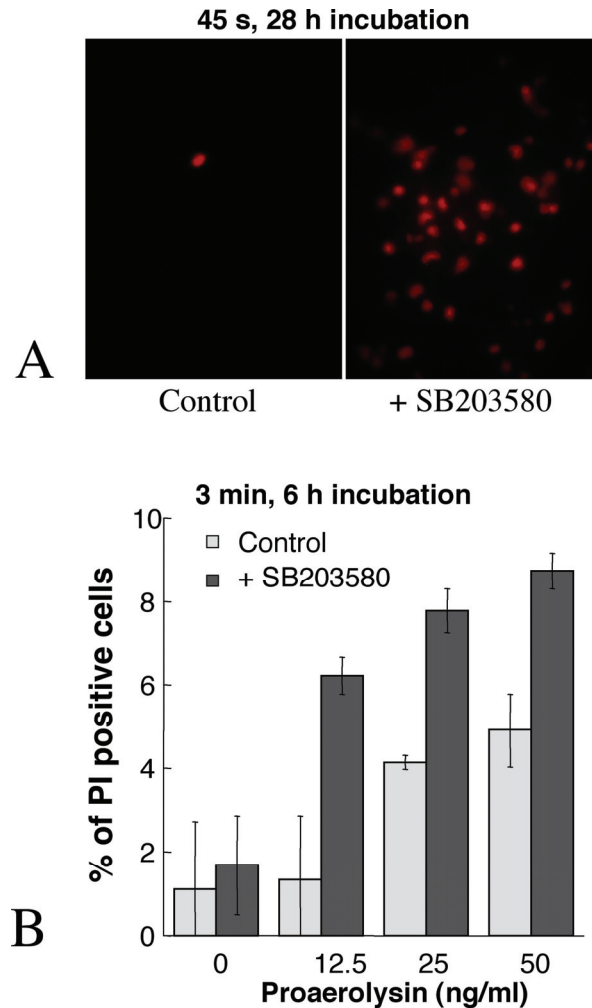 45 s, 28 h incubation
A
Control
+ SB203580
3 min, 6 h incubation
10
8
6
4
2
0
% of PI positive cells
Control
+ SB203580
B
0
12.5
25
50
Proaerolysin (ng/ml)